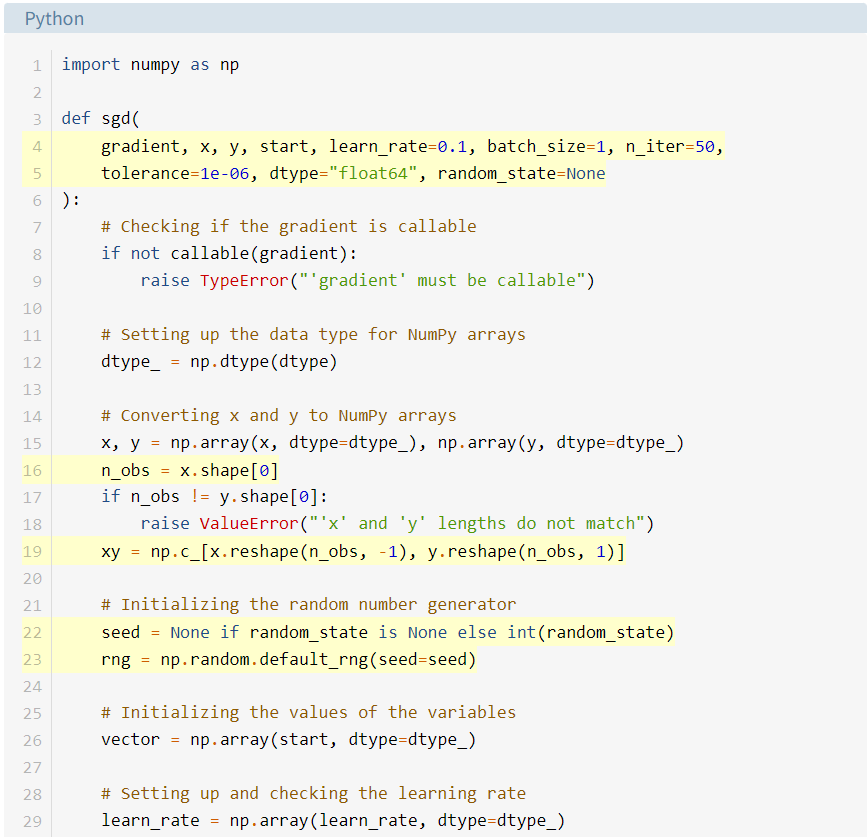 Python
1 import numpy as np
2
3 def sgd(
4     gradient, x, y, start, learn_rate=0.1, batch_size=1, n_iter=50,
5     tolerance=1e-06, dtype="float64", random_state=None
6 ):
7     # Checking if the gradient is callable
8     if not callable(gradient):
9         raise TypeError("'gradient' must be callable")
10
11     # Setting up the data type for NumPy arrays
12     dtype_ = np.dtype(dtype)
13
14     # Converting x and y to NumPy arrays
15     x, y = np.array(x, dtype=dtype_), np.array(y, dtype=dtype_)
16     n_obs = x.shape[0]
17     if n_obs != y.shape[0]:
18         raise ValueError("'x' and 'y' lengths do not match")
19     xy = np.c_[x.reshape(n_obs, -1), y.reshape(n_obs, 1)]
20
21     # Initializing the random number generator
22     seed = None if random_state is None else int(random_state)
23     rng = np.random.default_rng(seed=seed)
24
25     # Initializing the values of the variables
26     vector = np.array(start, dtype=dtype_)
27
28     # Setting up and checking the learning rate
29     learn_rate = np.array(learn_rate, dtype=dtype_)